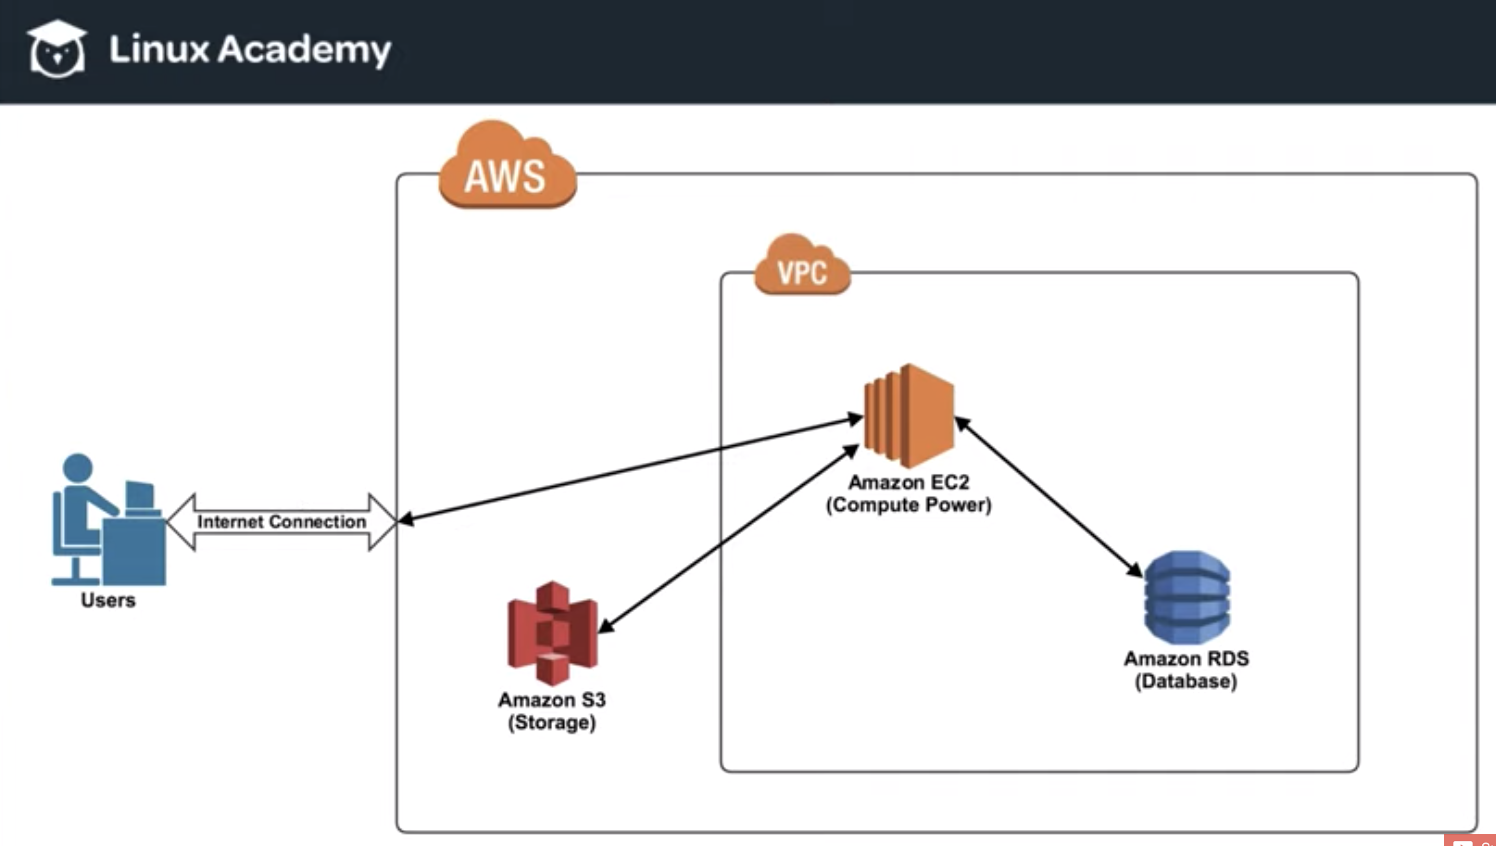 Linux Academy
AWS
VPC
Amazon EC2
(Compute Power)
Internet Connection
Users
Amazon RDS
(Database)
Amazon S3
(Storage)